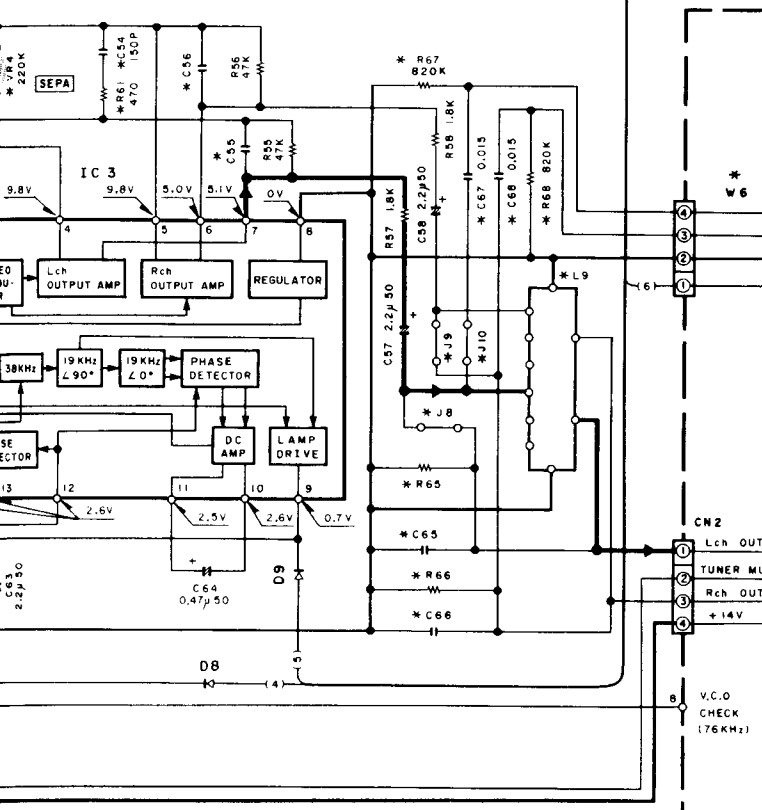 *VR4
220K
SEPA
*C54
150P
*R61
470
*C56
R56
47K
*
C55
R55
47K
* R67
820K
R58 1.8K
*C67 0.015
*C68 0.015
*R68 820K
C58 2.2μ50
+
R57 1.8K
C57 2.2μ50
+
*
W6
4
3
2
1
(6)
IC 3
9.8V
9.8V
5.0V
5.1V
0V
4
5
6
7
8
Lch
OUTPUT AMP
Rch
OUTPUT AMP
REGULATOR
*L9
*J9
*J10
*J8
38KHz
19KHz
∠90°
19KHz
∠0°
PHASE
DETECTOR
DC
AMP
LAMP
DRIVE
SE
ECTOR
13
12
11
10
9
2.6V
2.5V
2.6V
0.7V
*R65
*C65
*R66
*C66
C63
2.2μ50
+
C64
0.47μ50
D9
(5)
D8
(4)
CN2
1
Lch OUT
2
TUNER MU
3
Rch OUT
4
+14V
8
V.C.O
CHECK
(76KHz)